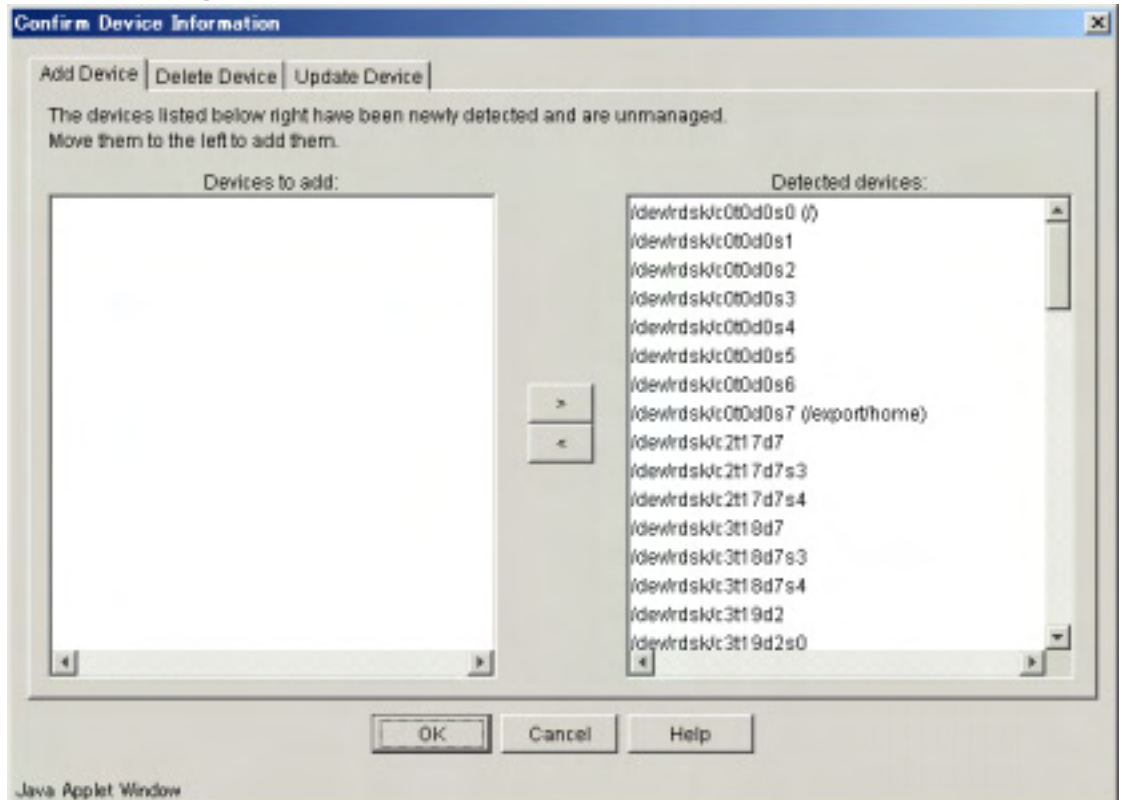 Confirm Device Information
Add Device
Delete Device
Update Device
The devices listed below right have been newly detected and are unmanaged.
Move them to the left to add them.
Devices to add:
Detected devices:
/dev/rdsk/c0t0d0s0 (/)
/dev/rdsk/c0t0d0s1
/dev/rdsk/c0t0d0s2
/dev/rdsk/c0t0d0s3
/dev/rdsk/c0t0d0s4
/dev/rdsk/c0t0d0s5
/dev/rdsk/c0t0d0s6
/dev/rdsk/c0t0d0s7 (/export/home)
/dev/rdsk/c2t17d7
/dev/rdsk/c2t17d7s3
/dev/rdsk/c2t17d7s4
/dev/rdsk/c3t18d7
/dev/rdsk/c3t18d7s3
/dev/rdsk/c3t18d7s4
/dev/rdsk/c3t19d2
/dev/rdsk/c3t19d2s0
>
<
OK
Cancel
Help
Java Applet Window